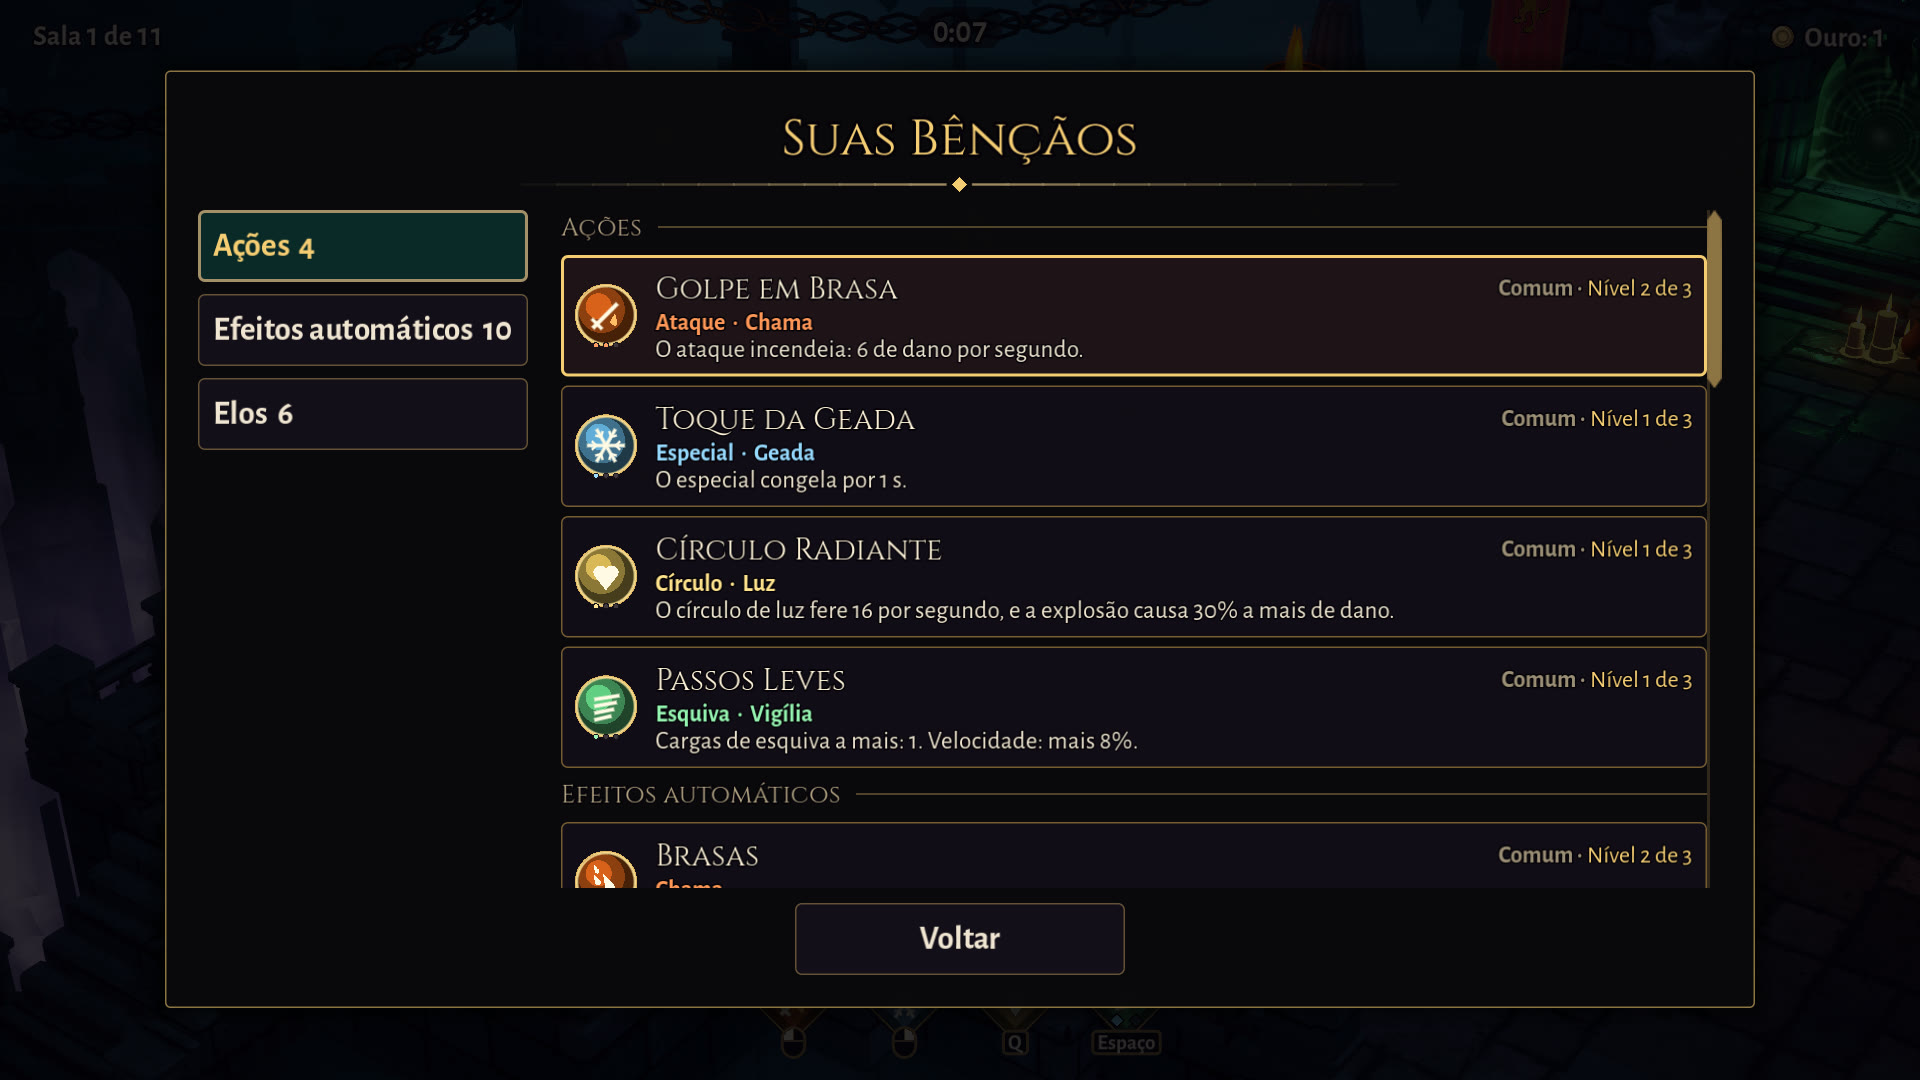 Sala 1 de 11
0:07
Ouro: 1
Suas Bênçãos
Ações 4
Efeitos automáticos 10
Elos 6
Ações
Golpe em Brasa
Comum · Nível 2 de 3
Ataque · Chama
O ataque incendeia: 6 de dano por segundo.
Toque da Geada
Comum · Nível 1 de 3
Especial · Geada
O especial congela por 1 s.
Círculo Radiante
Comum · Nível 1 de 3
Círculo · Luz
O círculo de luz fere 16 por segundo, e a explosão causa 30% a mais de dano.
Passos Leves
Comum · Nível 1 de 3
Esquiva · Vigília
Cargas de esquiva a mais: 1. Velocidade: mais 8%.
Efeitos automáticos
Brasas
Comum · Nível 2 de 3
Chama
Voltar
Q
Espaço